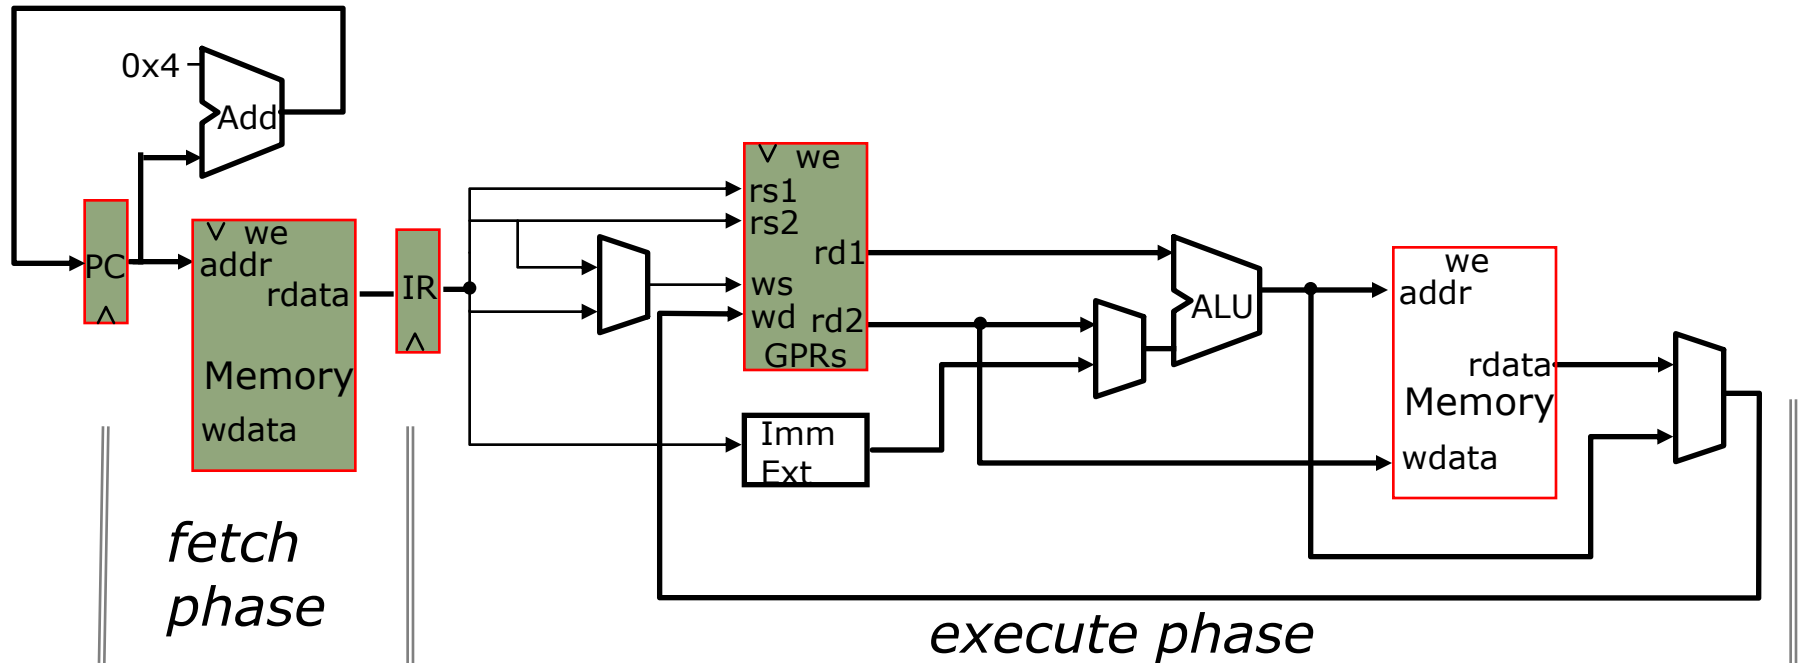 0x4
Add
PC
we
addr
rdata
Memory
wdata
IR
we
rs1
rs2
rd1
ws
wd
rd2
GPRs
Imm
Ext
ALU
we
addr
rdata
Memory
wdata
fetch
phase
execute phase